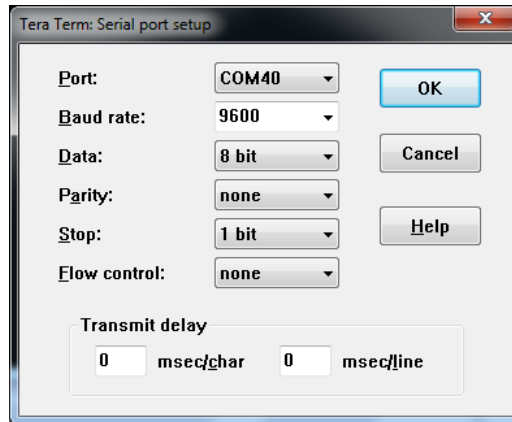 Tera Term: Serial port setup
Port: COM40
Baud rate: 9600
Data: 8 bit
Parity: none
Stop: 1 bit
Flow control: none
OK
Cancel
Help
Transmit delay
0 msec/char 0 msec/line